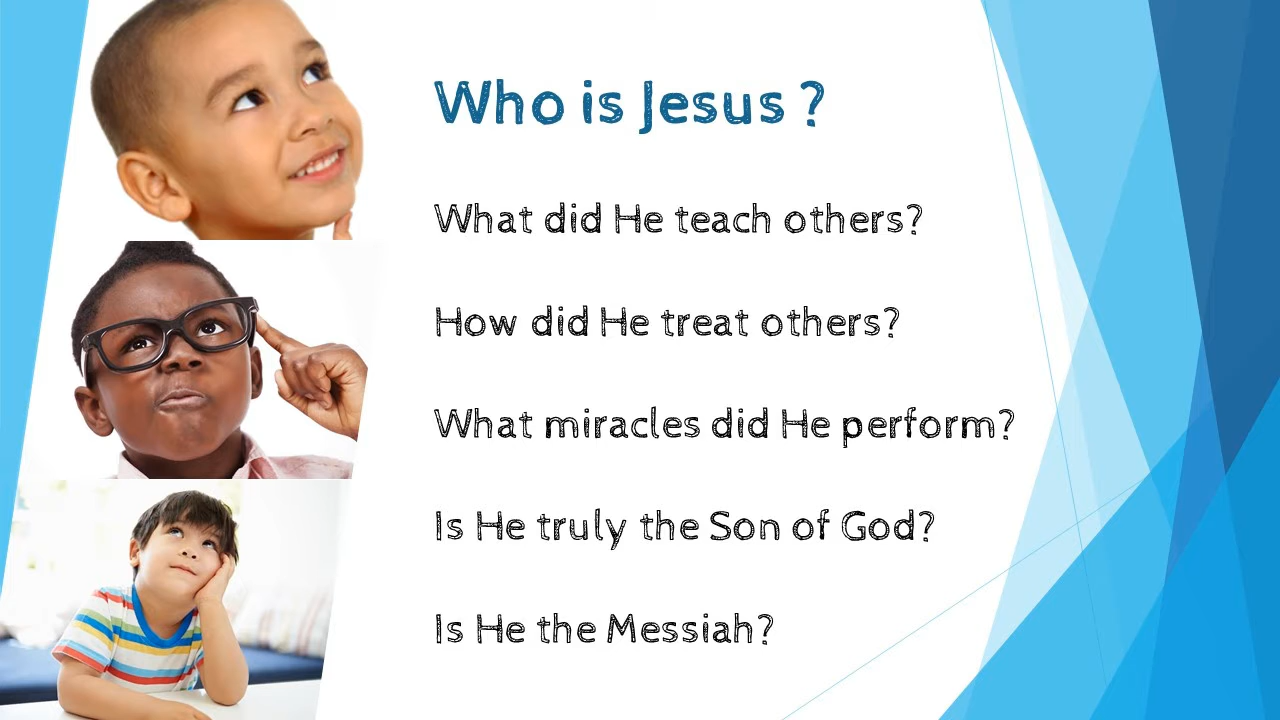 Who is Jesus ?
What did He teach others?
How did He treat others?
What miracles did He perform?
Is He truly the Son of God?
Is He the Messiah?